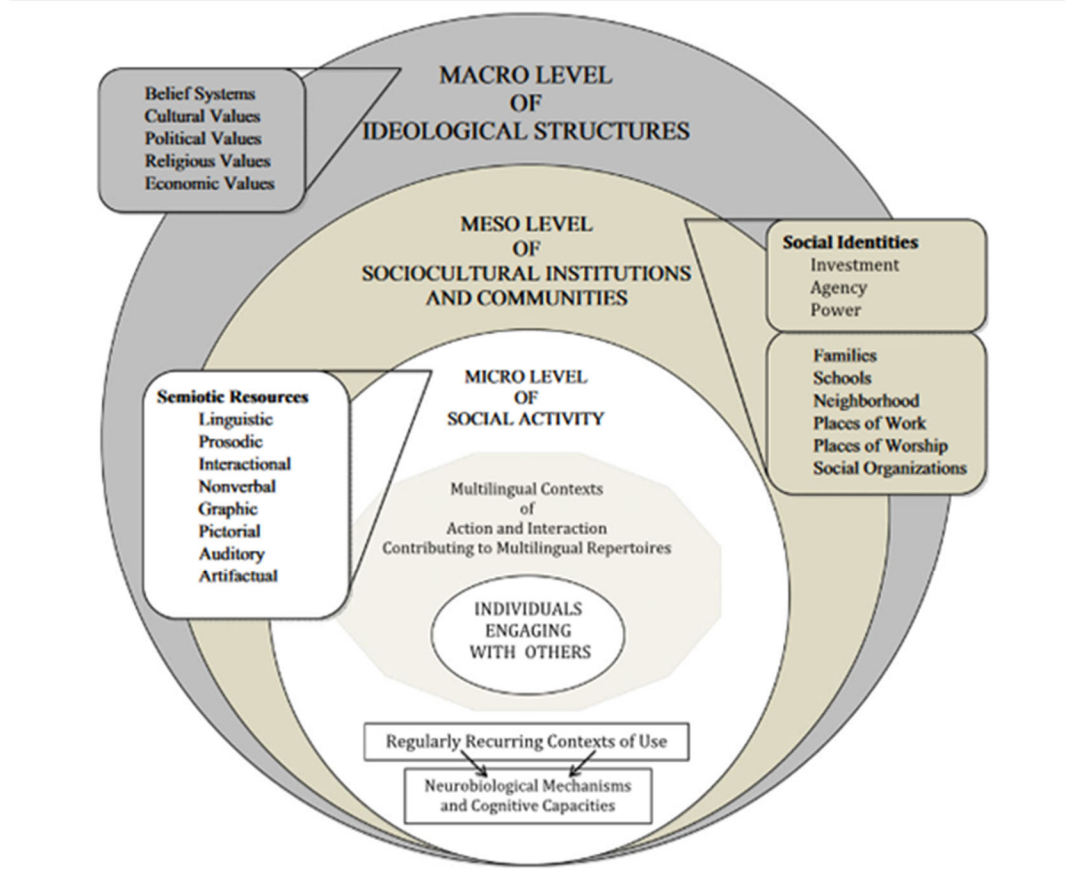 MACRO LEVEL
OF
IDEOLOGICAL STRUCTURES
Belief Systems
Cultural Values
Political Values
Religious Values
Economic Values
MESO LEVEL
OF
SOCIOCULTURAL INSTITUTIONS
AND COMMUNITIES
Social Identities
Investment
Agency
Power
Families
Schools
Neighborhood
Places of Work
Places of Worship
Social Organizations
MICRO LEVEL
OF
SOCIAL ACTIVITY
Semiotic Resources
Linguistic
Prosodic
Interactional
Nonverbal
Graphic
Pictorial
Auditory
Artifactual
Multilingual Contexts
of
Action and Interaction
Contributing to Multilingual Repertoires
INDIVIDUALS
ENGAGING
WITH OTHERS
Regularly Recurring Contexts of Use
Neurobiological Mechanisms
and Cognitive Capacities